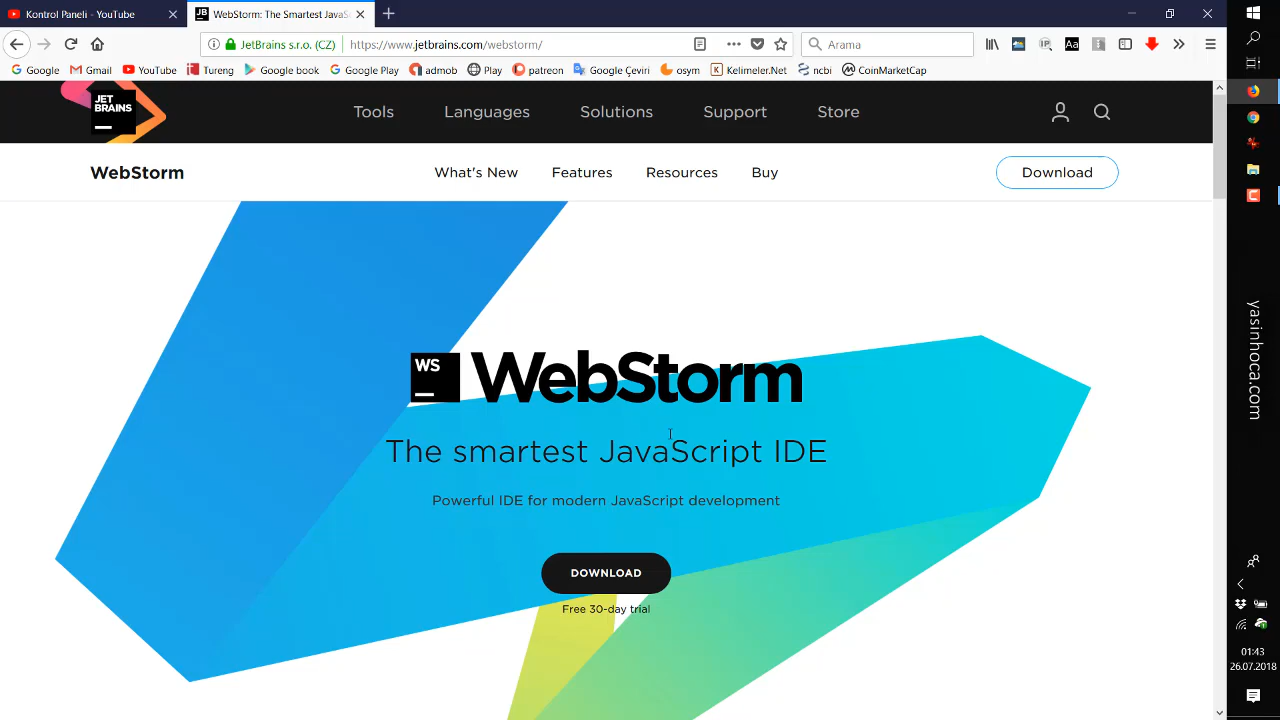 Kontrol Paneli - YouTube
JB WebStorm: The Smartest JavaS
JetBrains s.r.o. (CZ)
https://www.jetbrains.com/webstorm/
Arama
Google
Gmail
YouTube
Tureng
Google book
Google Play
admob
Play
patreon
Google Çeviri
osym
Kelimeler.Net
ncbi
CoinMarketCap
JET
BRAINS
Tools
Languages
Solutions
Support
Store
WebStorm
What's New
Features
Resources
Buy
Download
WS WebStorm
The smartest JavaScript IDE
Powerful IDE for modern JavaScript development
DOWNLOAD
Free 30-day trial
yasinhoca.com
01:43
26.07.2018